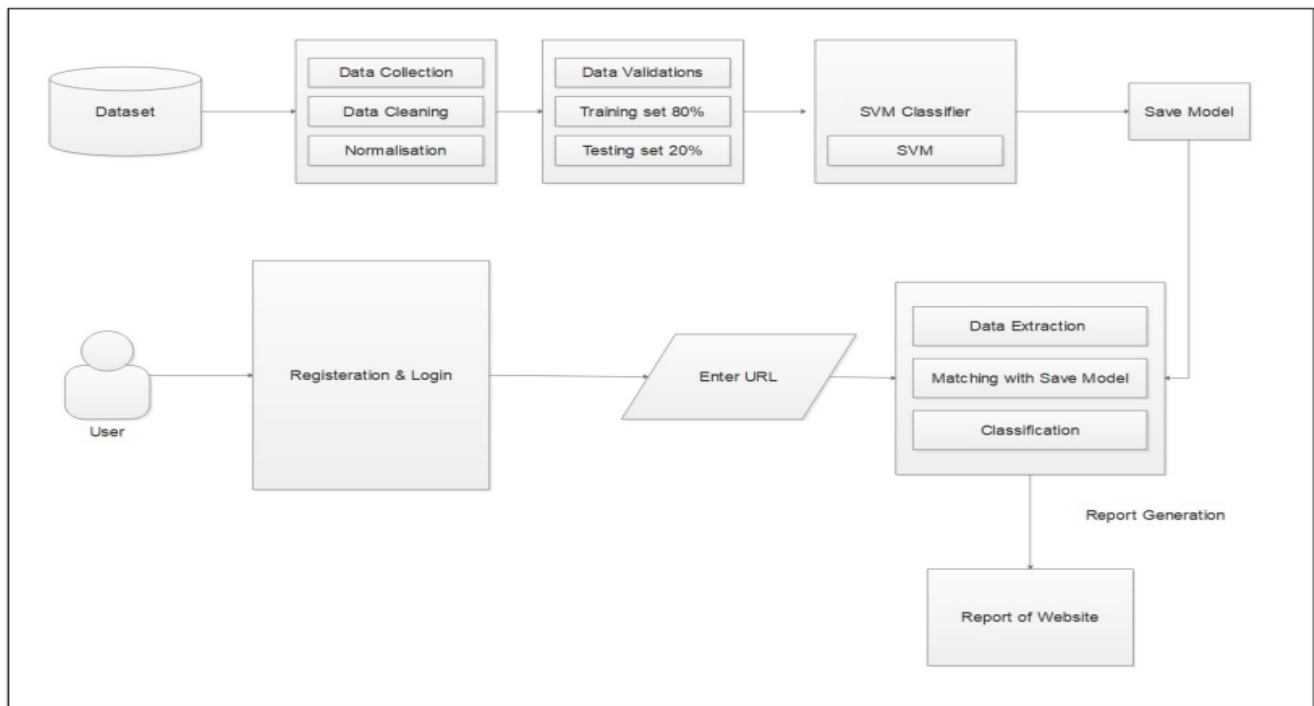 Dataset
Data Collection
Data Cleaning
Normalisation
Data Validations
Training set 80%
Testing set 20%
SVM Classifier
SVM
Save Model
User
Registeration & Login
Enter URL
Data Extraction
Matching with Save Model
Classification
Report Generation
Report of Website